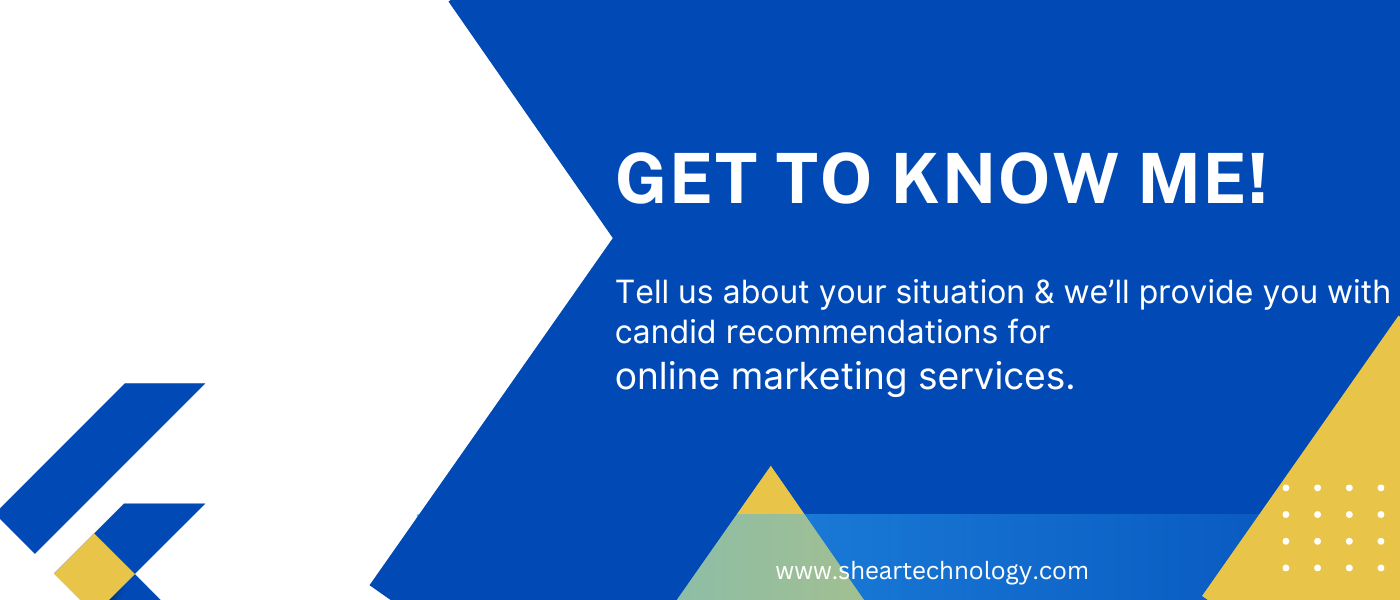 GET TO KNOW ME!
Tell us about your situation & we’ll provide you with
candid recommendations for
online marketing services.
www.sheartechnology.com